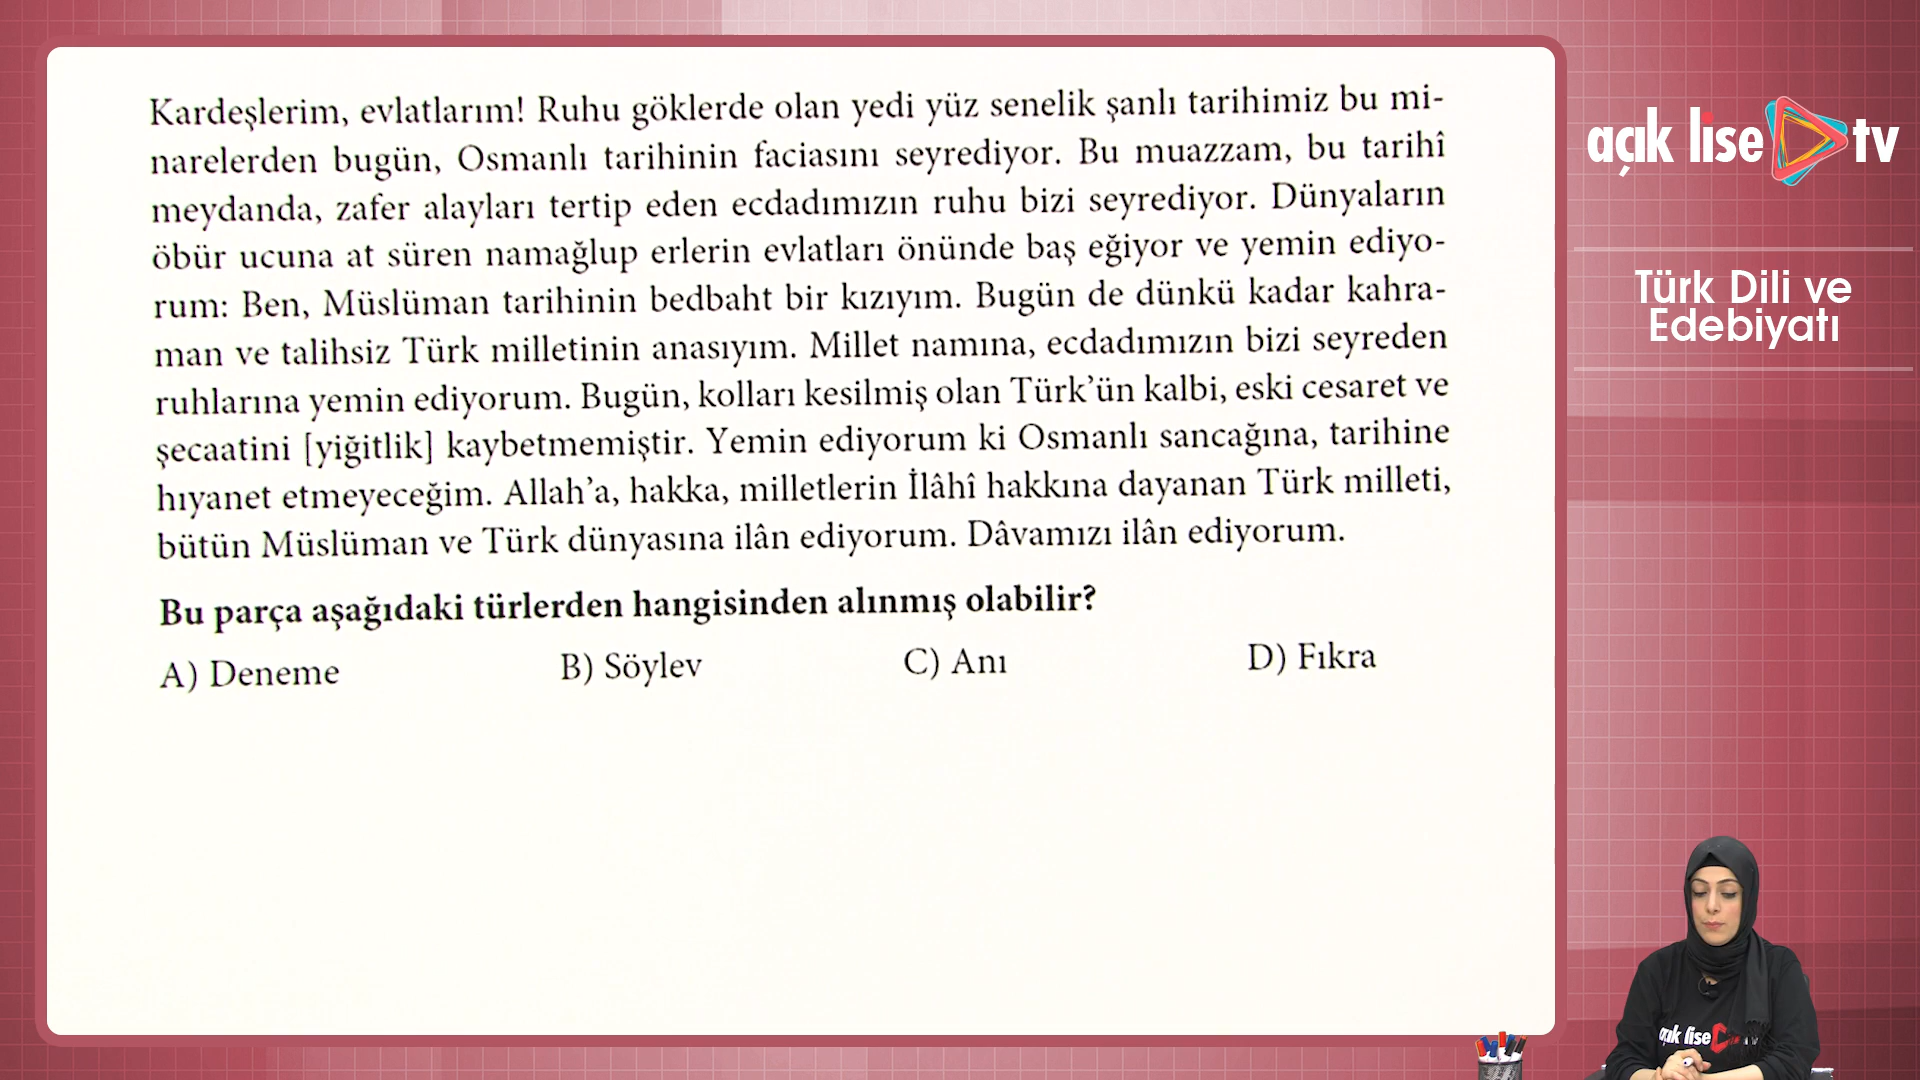 Kardeşlerim, evlatlarım! Ruhu göklerde olan yedi yüz senelik şanlı tarihimiz bu mi-
narelerden bugün, Osmanlı tarihinin faciasını seyrediyor. Bu muazzam, bu tarihî
meydanda, zafer alayları tertip eden ecdadımızın ruhu bizi seyrediyor. Dünyaların
öbür ucuna at süren namağlup erlerin evlatları önünde baş eğiyor ve yemin ediyo-
rum: Ben, Müslüman tarihinin bedbaht bir kızıyım. Bugün de dünkü kadar kahra-
man ve talihsiz Türk milletinin anasıyım. Millet namına, ecdadımızın bizi seyreden
ruhlarına yemin ediyorum. Bugün, kolları kesilmiş olan Türk’ün kalbi, eski cesaret ve
şecaatini [yiğitlik] kaybetmemiştir. Yemin ediyorum ki Osmanlı sancağına, tarihine
hıyanet etmeyeceğim. Allah’a, hakka, milletlerin İlâhî hakkına dayanan Türk milleti,
bütün Müslüman ve Türk dünyasına ilân ediyorum. Dâvamızı ilân ediyorum.
Bu parça aşağıdaki türlerden hangisinden alınmış olabilir?
A) Deneme B) Söylev C) Anı D) Fıkra
açık lise tv
Türk Dili ve
Edebiyatı
açık lise